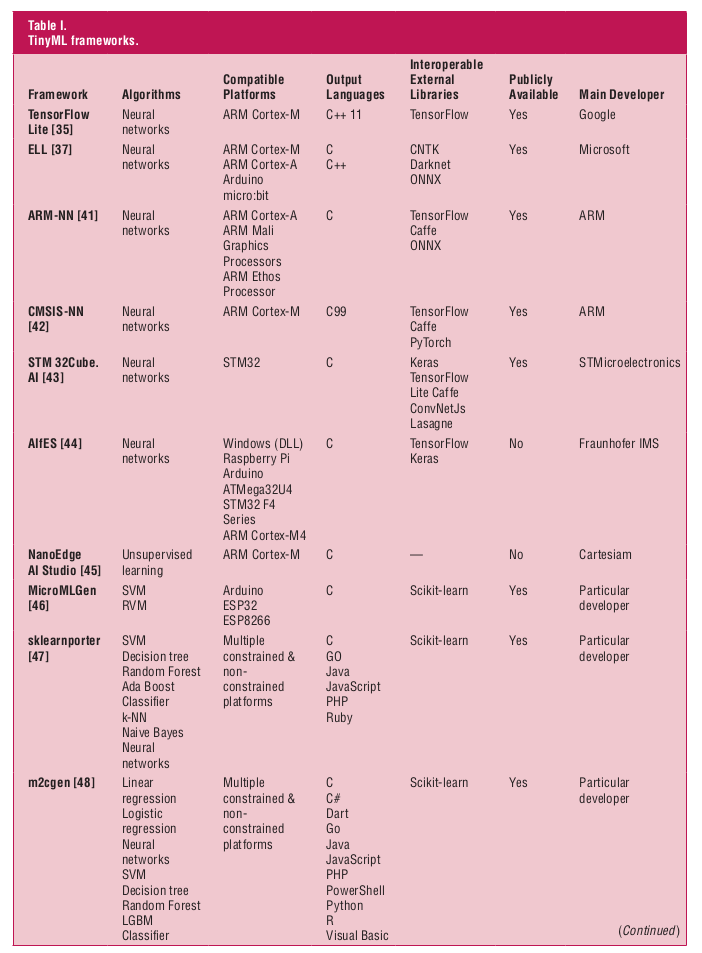 Table I.
TinyML frameworks.
Framework Algorithms Compatible Platforms Output Languages Interoperable External Libraries Publicly Available Main Developer
TensorFlow Neural ARM Cortex-M C++ 11 TensorFlow Yes Google
Lite [35] networks
ELL [37] Neural ARM Cortex-M C CNTK Yes Microsoft
networks ARM Cortex-A C++ Darknet
Arduino ONNX
micro:bit
ARM-NN [41] Neural ARM Cortex-A C TensorFlow Yes ARM
networks ARM Mali Caffe
Graphics ONNX
Processors
ARM Ethos
Processor
CMSIS-NN Neural ARM Cortex-M C99 TensorFlow Yes ARM
[42] networks Caffe
PyTorch
STM 32Cube. Neural STM32 C Keras Yes STMicroelectronics
AI [43] networks TensorFlow
Lite Caffe
ConvNetJs
Lasagne
AIfES [44] Neural Windows (DLL) C TensorFlow No Fraunhofer IMS
networks Raspberry Pi Keras
Arduino
ATMega32U4
STM32 F4
Series
ARM Cortex-M4
NanoEdge Unsupervised ARM Cortex-M C — No Cartesiam
AI Studio [45] learning
MicroMLGen SVM Arduino C Scikit-learn Yes Particular
[46] RVM ESP32 developer
ESP8266
sklearnporter SVM Multiple C Scikit-learn Yes Particular
[47] Decision tree constrained & GO developer
Random Forest non- Java
Ada Boost constrained JavaScript
Classifier platforms PHP
k-NN Ruby
Naive Bayes
Neural
networks
m2cgen [48] Linear Multiple C Scikit-learn Yes Particular
regression constrained & C# developer
Logistic non- Dart
regression constrained Go
Neural platforms Java
networks JavaScript
SVM PHP
Decision tree PowerShell
Random Forest Python
LGBM R
Classifier Visual Basic
(Continued)